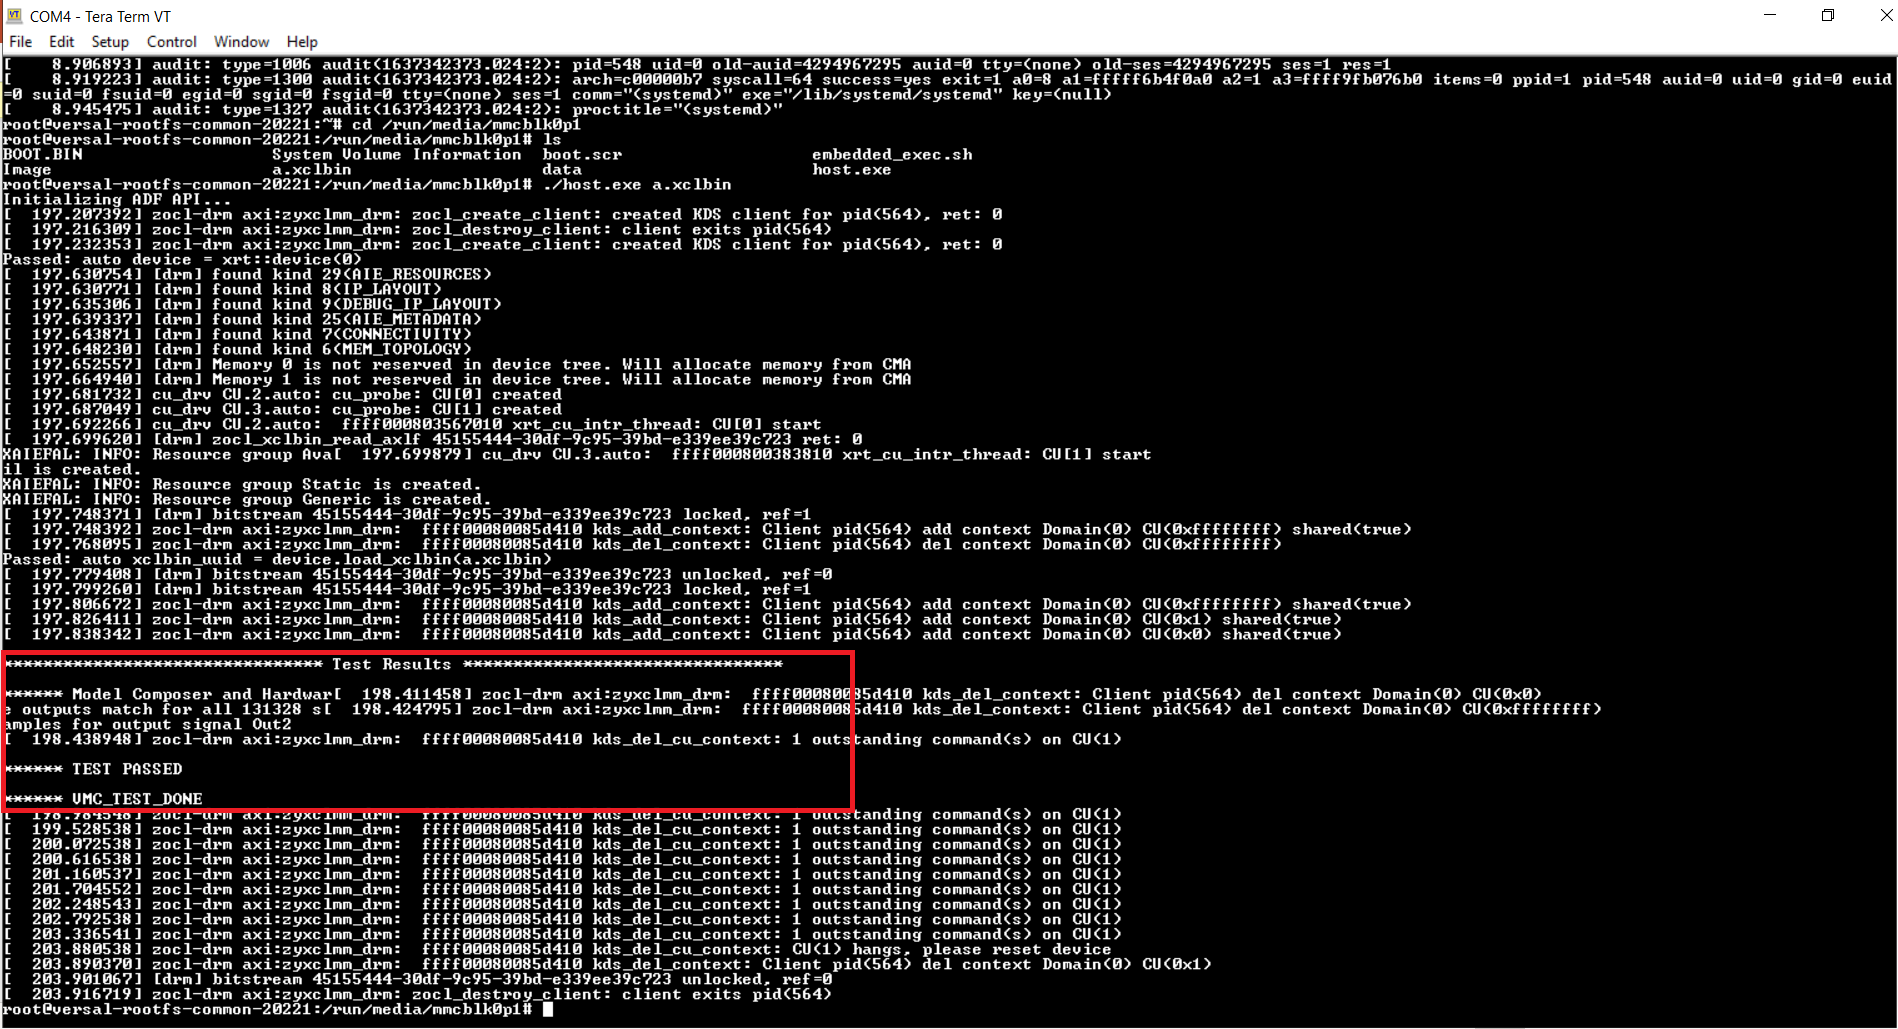 COM4 - Tera Term VT
File Edit Setup Control Window Help
[    8.906893] audit: type=1006 audit(1637342373.024:2): pid=548 uid=0 old-auid=4294967295 auid=0 tty=(none) old-ses=4294967295 ses=1 res=1
[    8.919223] audit: type=1300 audit(1637342373.024:2): arch=c00000b7 syscall=64 success=yes exit=1 a0=8 a1=fffff6b4f0a0 a2=1 a3=ffff9fb076b0 items=0 ppid=1 pid=548 auid=0 uid=0 gid=0 euid
=0 suid=0 fsuid=0 egid=0 sgid=0 fsgid=0 tty=(none) ses=1 comm="(systemd)" exe="/lib/systemd/systemd" key=(null)
[    8.945475] audit: type=1327 audit(1637342373.024:2): proctitle="(systemd)"
root@versal-rootfs-common-20221:~# cd /run/media/mmcblk0p1
root@versal-rootfs-common-20221:/run/media/mmcblk0p1# ls
BOOT.BIN                   System Volume Information  boot.scr                   embedded_exec.sh
Image                      a.xclbin                   data                       host.exe
root@versal-rootfs-common-20221:/run/media/mmcblk0p1# ./host.exe a.xclbin
Initializing ADF API...
[  197.207392] zocl-drm axi:zyxclmm_drm: zocl_create_client: created KDS client for pid(564), ret: 0
[  197.216309] zocl-drm axi:zyxclmm_drm: zocl_destroy_client: client exits pid(564)
[  197.232353] zocl-drm axi:zyxclmm_drm: zocl_create_client: created KDS client for pid(564), ret: 0
Passed: auto device = xrt::device(0)
[  197.630754] [drm] found kind 29(AIE_RESOURCES)
[  197.630771] [drm] found kind 8(IP_LAYOUT)
[  197.635306] [drm] found kind 9(DEBUG_IP_LAYOUT)
[  197.639337] [drm] found kind 25(AIE_METADATA)
[  197.643871] [drm] found kind 7(CONNECTIVITY)
[  197.648230] [drm] found kind 6(MEM_TOPOLOGY)
[  197.652557] [drm] Memory 0 is not reserved in device tree. Will allocate memory from CMA
[  197.664940] [drm] Memory 1 is not reserved in device tree. Will allocate memory from CMA
[  197.681732] cu_drv CU.2.auto: cu_probe: CU[0] created
[  197.687049] cu_drv CU.3.auto: cu_probe: CU[1] created
[  197.692266] cu_drv CU.2.auto:  ffff000803567010 xrt_cu_intr_thread: CU[0] start
[  197.699620] [drm] zocl_xclbin_read_axlf 45155444-30df-9c95-39bd-e339ee39c723 ret: 0
XAIEFAL: INFO: Resource group Ava[  197.699879] cu_drv CU.3.auto:  ffff000800383810 xrt_cu_intr_thread: CU[1] start
il is created.
XAIEFAL: INFO: Resource group Static is created.
XAIEFAL: INFO: Resource group Generic is created.
[  197.748371] [drm] bitstream 45155444-30df-9c95-39bd-e339ee39c723 locked, ref=1
[  197.748392] zocl-drm axi:zyxclmm_drm:  ffff00080085d410 kds_add_context: Client pid(564) add context Domain(0) CU(0xffffffff) shared(true)
[  197.768095] zocl-drm axi:zyxclmm_drm:  ffff00080085d410 kds_del_context: Client pid(564) del context Domain(0) CU(0xffffffff)
Passed: auto xclbin_uuid = device.load_xclbin(a.xclbin)
[  197.779408] [drm] bitstream 45155444-30df-9c95-39bd-e339ee39c723 unlocked, ref=0
[  197.799260] [drm] bitstream 45155444-30df-9c95-39bd-e339ee39c723 locked, ref=1
[  197.806672] zocl-drm axi:zyxclmm_drm:  ffff00080085d410 kds_add_context: Client pid(564) add context Domain(0) CU(0xffffffff) shared(true)
[  197.826411] zocl-drm axi:zyxclmm_drm:  ffff00080085d410 kds_add_context: Client pid(564) add context Domain(0) CU(0x1) shared(true)
[  197.838342] zocl-drm axi:zyxclmm_drm:  ffff00080085d410 kds_add_context: Client pid(564) add context Domain(0) CU(0x0) shared(true)
******************************** Test Results ********************************
****** Model Composer and Hardwar[  198.411458] zocl-drm axi:zyxclmm_drm:  ffff00080085d410 kds_del_context: Client pid(564) del context Domain(0) CU(0x0)
e outputs match for all 131328 s[  198.424795] zocl-drm axi:zyxclmm_drm:  ffff00080085d410 kds_del_context: Client pid(564) del context Domain(0) CU(0xffffffff)
amples for output signal Out2
[  198.438948] zocl-drm axi:zyxclmm_drm:  ffff00080085d410 kds_del_cu_context: 1 outstanding command(s) on CU(1)
****** TEST PASSED
****** VMC_TEST_DONE
[  198.984548] zocl-drm axi:zyxclmm_drm:  ffff00080085d410 kds_del_cu_context: 1 outstanding command(s) on CU(1)
[  199.528538] zocl-drm axi:zyxclmm_drm:  ffff00080085d410 kds_del_cu_context: 1 outstanding command(s) on CU(1)
[  200.072538] zocl-drm axi:zyxclmm_drm:  ffff00080085d410 kds_del_cu_context: 1 outstanding command(s) on CU(1)
[  200.616538] zocl-drm axi:zyxclmm_drm:  ffff00080085d410 kds_del_cu_context: 1 outstanding command(s) on CU(1)
[  201.160537] zocl-drm axi:zyxclmm_drm:  ffff00080085d410 kds_del_cu_context: 1 outstanding command(s) on CU(1)
[  201.704552] zocl-drm axi:zyxclmm_drm:  ffff00080085d410 kds_del_cu_context: 1 outstanding command(s) on CU(1)
[  202.248543] zocl-drm axi:zyxclmm_drm:  ffff00080085d410 kds_del_cu_context: 1 outstanding command(s) on CU(1)
[  202.792538] zocl-drm axi:zyxclmm_drm:  ffff00080085d410 kds_del_cu_context: 1 outstanding command(s) on CU(1)
[  203.336541] zocl-drm axi:zyxclmm_drm:  ffff00080085d410 kds_del_cu_context: 1 outstanding command(s) on CU(1)
[  203.880538] zocl-drm axi:zyxclmm_drm:  ffff00080085d410 kds_del_cu_context: CU(1) hangs, please reset device
[  203.890370] zocl-drm axi:zyxclmm_drm:  ffff00080085d410 kds_del_context: Client pid(564) del context Domain(0) CU(0x1)
[  203.901067] [drm] bitstream 45155444-30df-9c95-39bd-e339ee39c723 unlocked, ref=0
[  203.916719] zocl-drm axi:zyxclmm_drm: zocl_destroy_client: client exits pid(564)
root@versal-rootfs-common-20221:/run/media/mmcblk0p1#